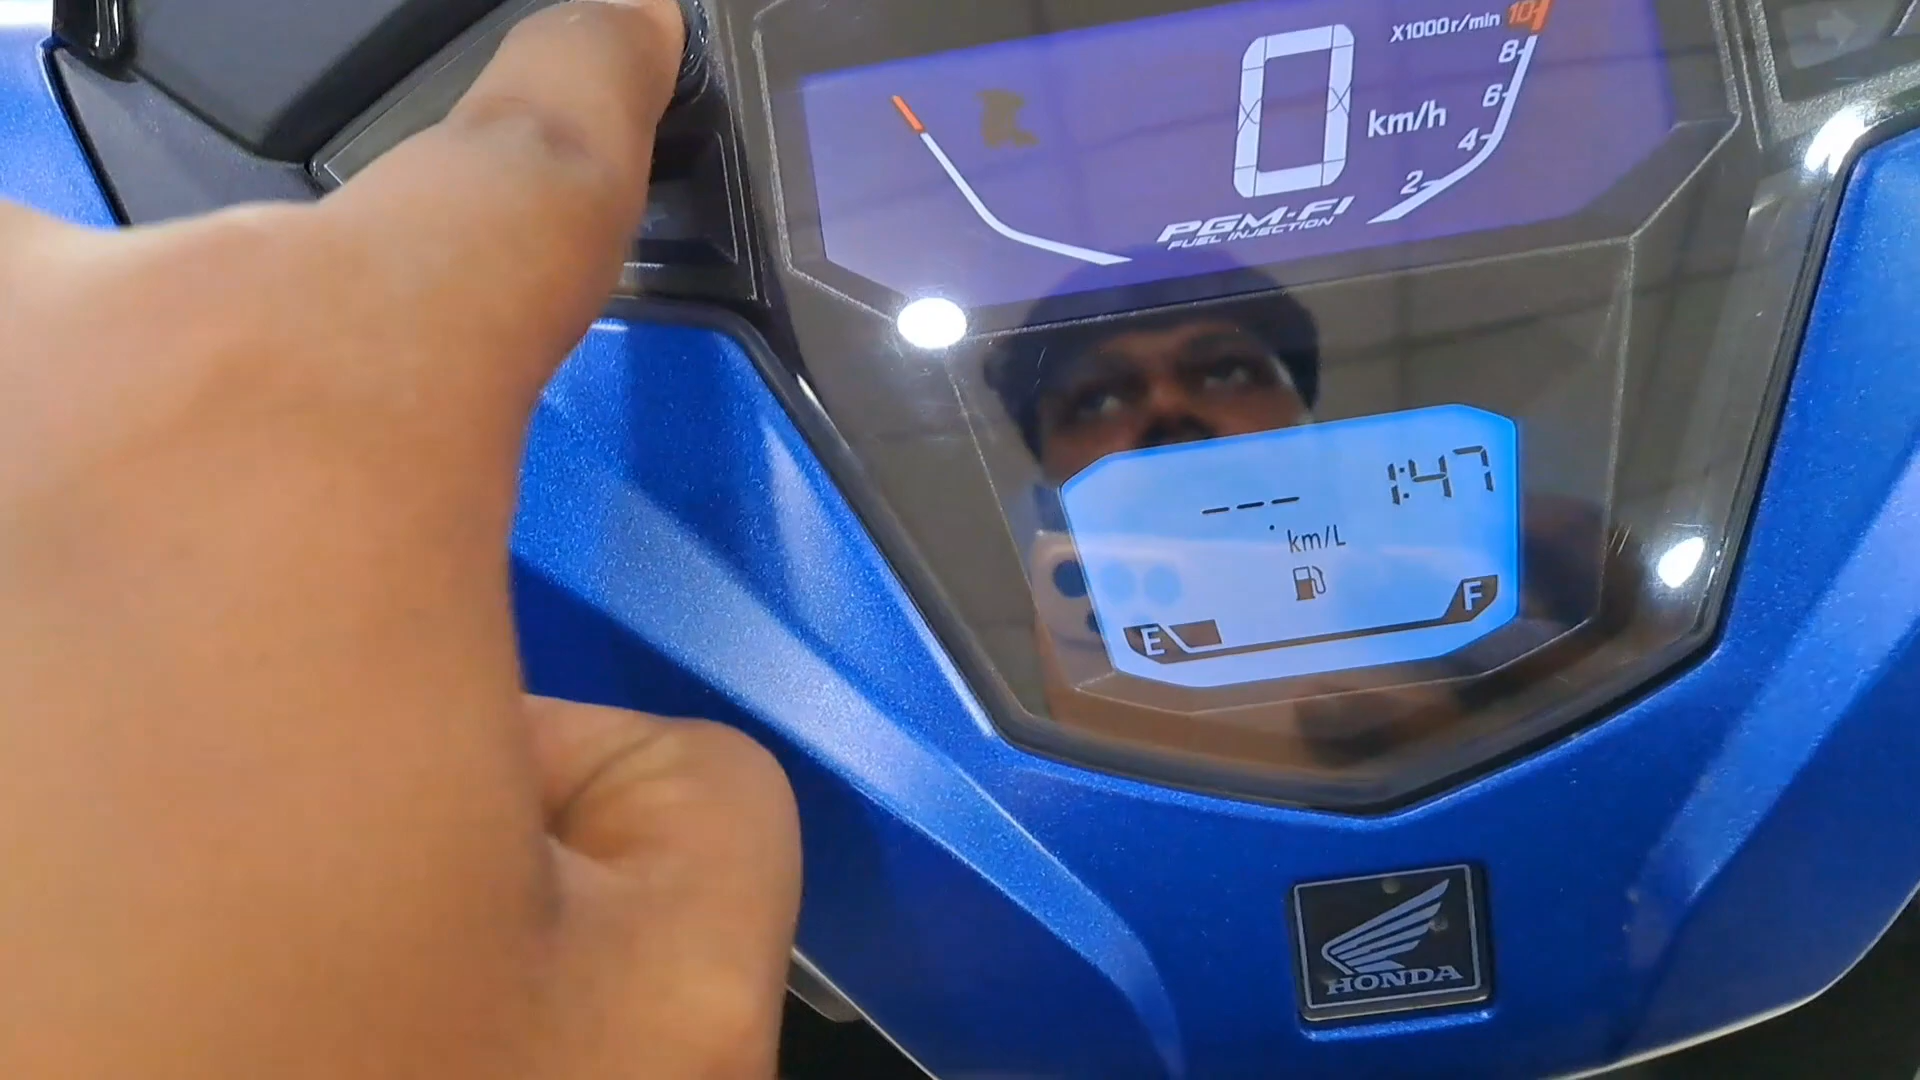 X1000r/min 10
8
6
4
2
0 km/h
PGM-FI
FUEL INJECTION
--- 1:47
km/L
E F
HONDA